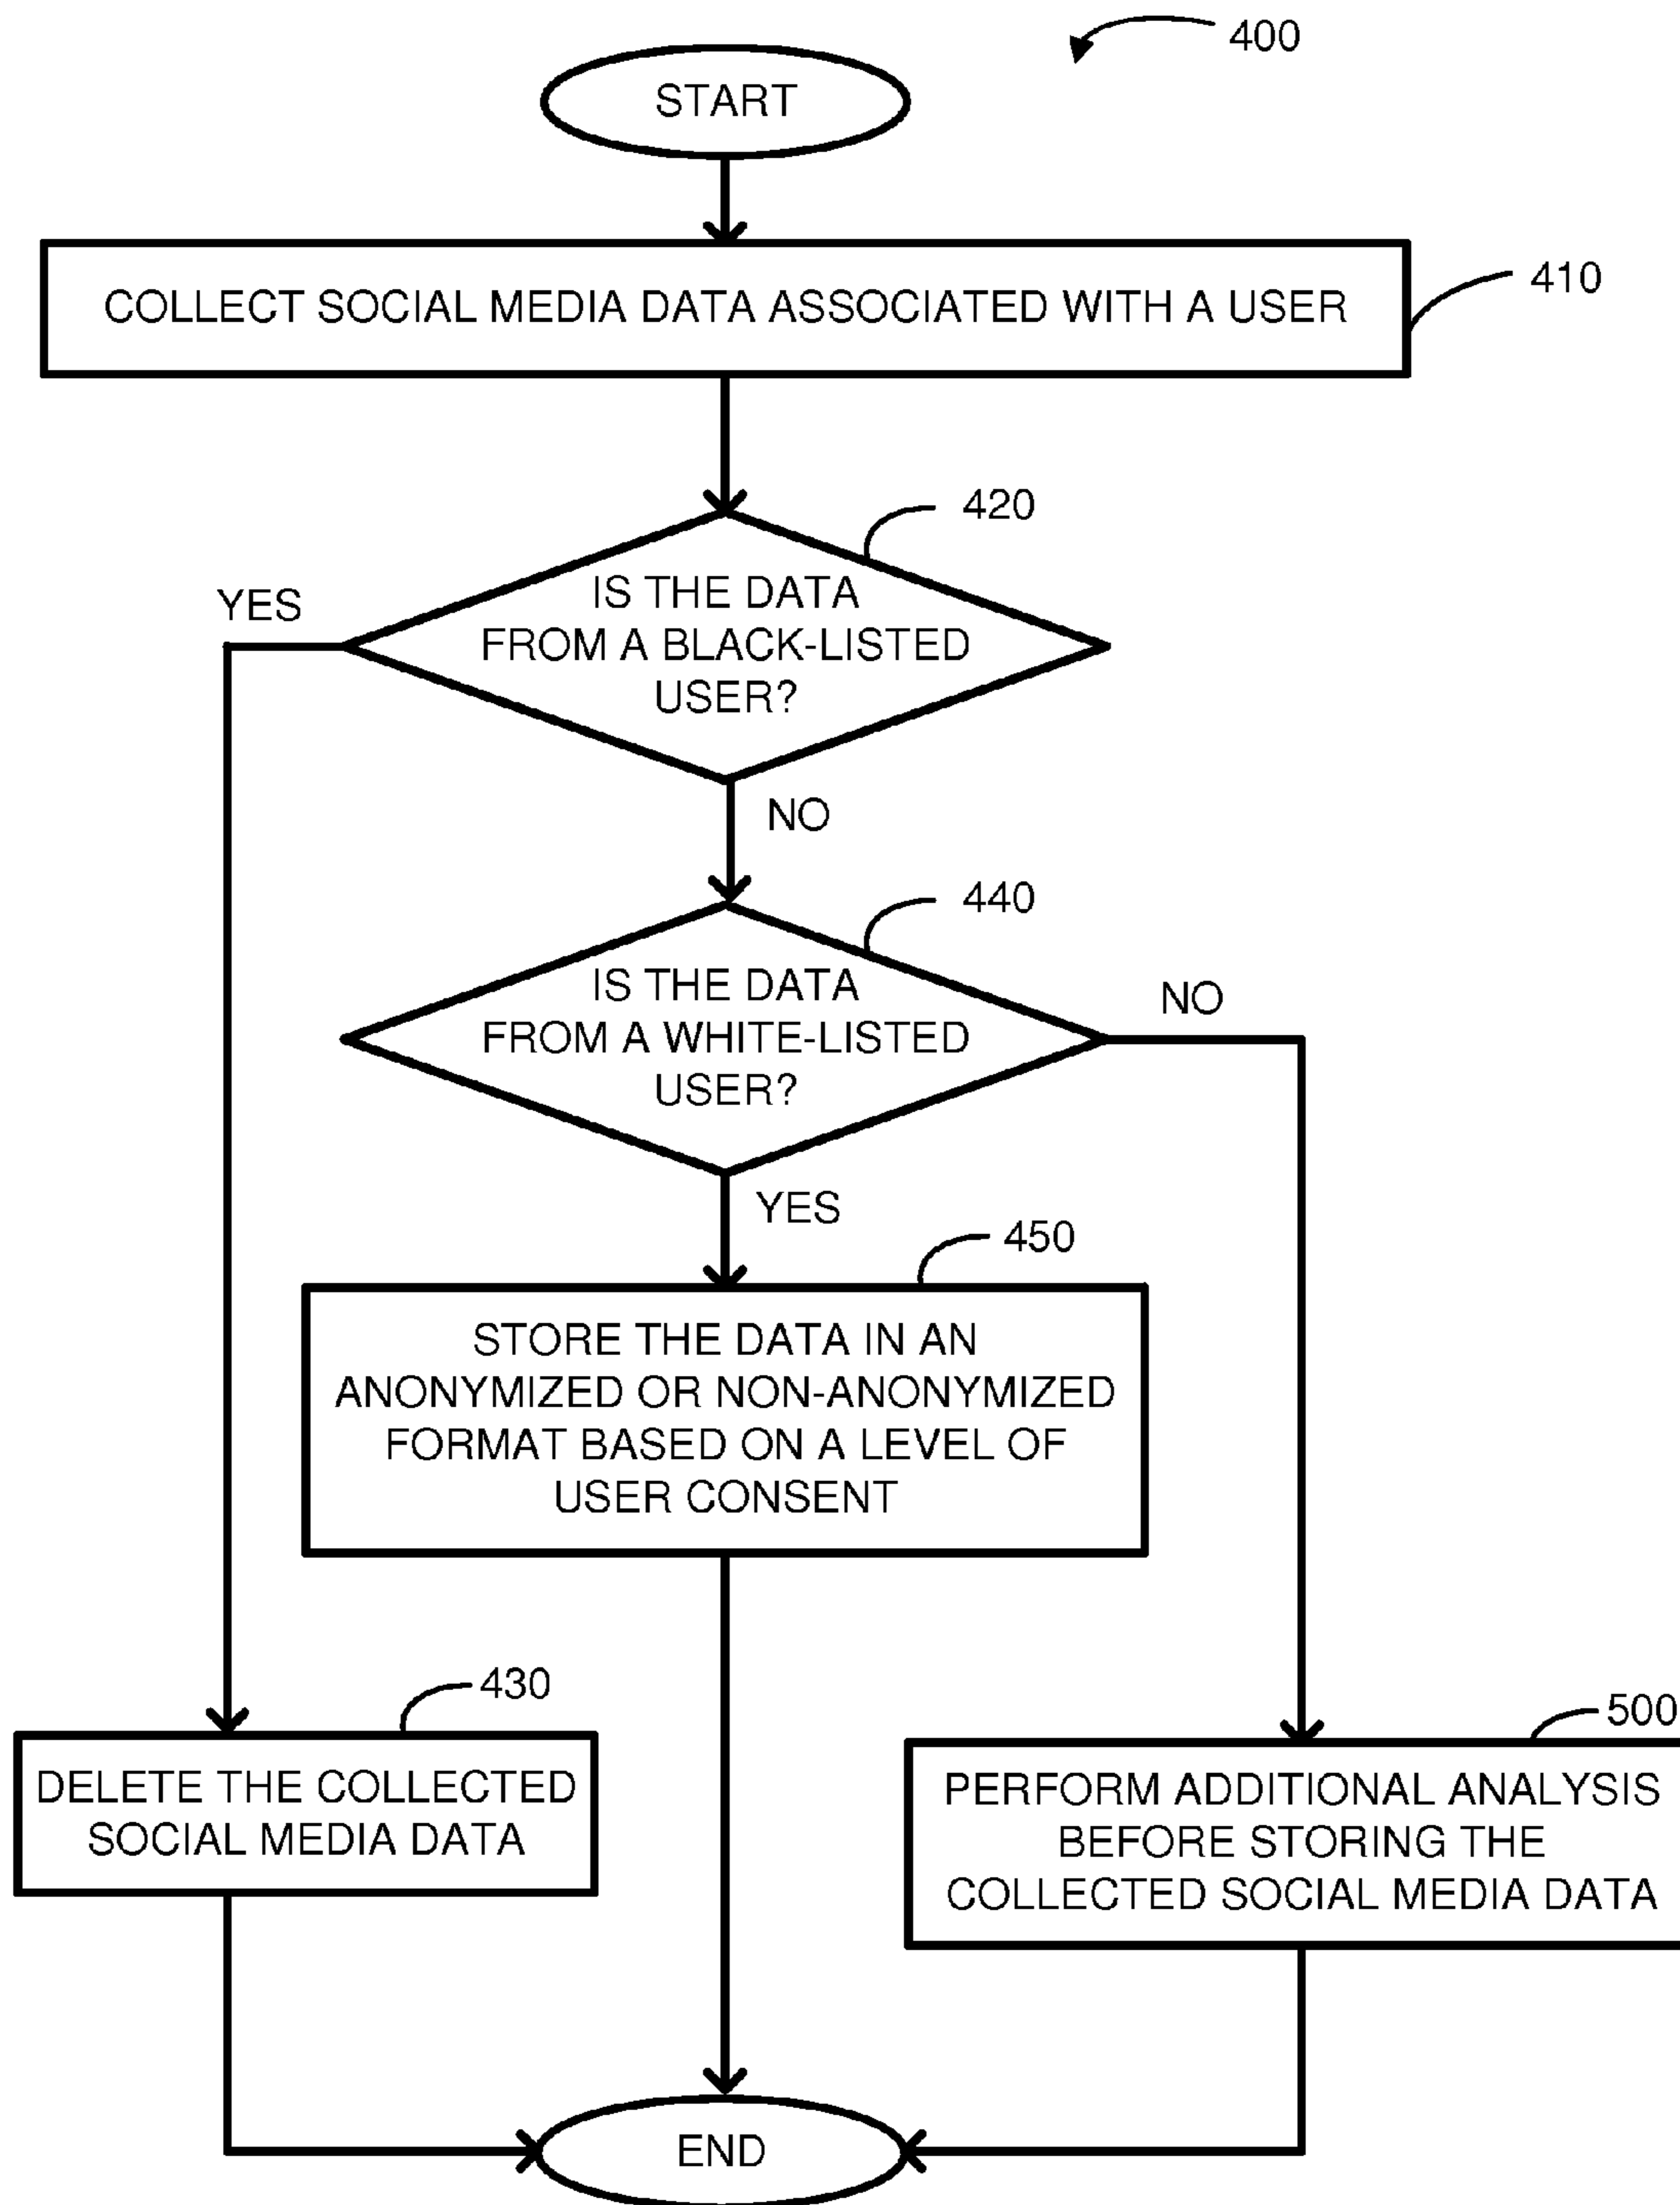 400
START
COLLECT SOCIAL MEDIA DATA ASSOCIATED WITH A USER
410
420
IS THE DATA
FROM A BLACK-LISTED
USER?
YES
NO
440
IS THE DATA
FROM A WHITE-LISTED
USER?
NO
YES
450
STORE THE DATA IN AN
ANONYMIZED OR NON-ANONYMIZED
FORMAT BASED ON A LEVEL OF
USER CONSENT
430
DELETE THE COLLECTED
SOCIAL MEDIA DATA
500
PERFORM ADDITIONAL ANALYSIS
BEFORE STORING THE
COLLECTED SOCIAL MEDIA DATA
END